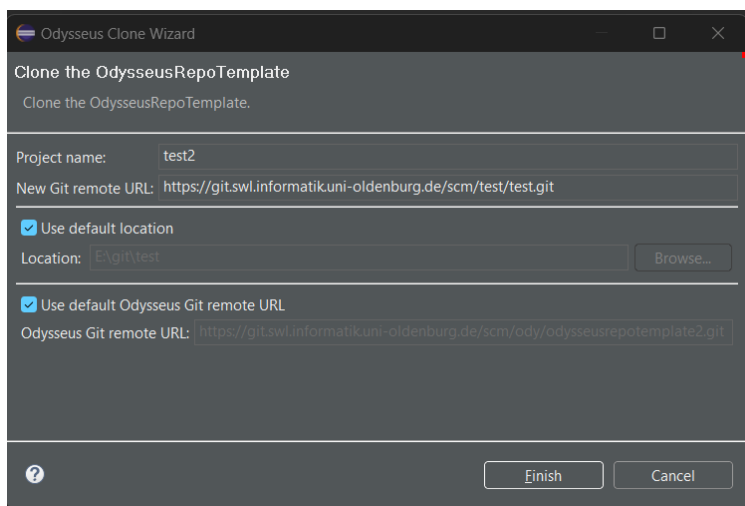 Odysseus Clone Wizard
Clone the OdysseusRepoTemplate
Clone the OdysseusRepoTemplate.
Project name: test2
New Git remote URL: https://git.swl.informatik.uni-oldenburg.de/scm/test/test.git
Use default location
Location: E:\git\test Browse...
Use default Odysseus Git remote URL
Odysseus Git remote URL: https://git.swl.informatik.uni-oldenburg.de/scm/ody/odysseusrepotemplate2.git
? Finish Cancel